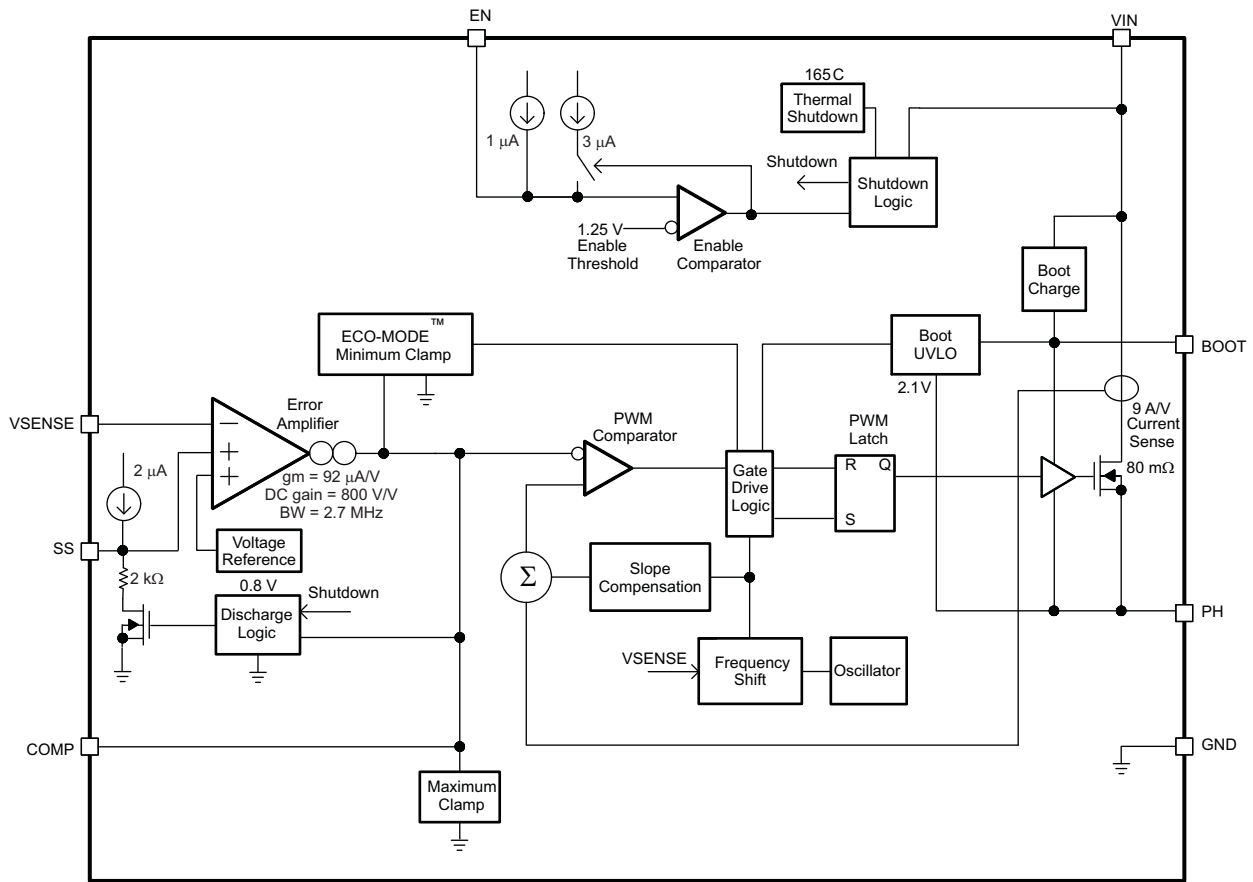 EN
VIN
165C
Thermal
Shutdown
1 μA
3 μA
Shutdown
Shutdown
Logic
1.25 V
Enable
Threshold
Enable
Comparator
Boot
Charge
ECO-MODE™
Minimum Clamp
Boot
UVLO
BOOT
2.1V
VSENSE
Error
Amplifier
PWM
Comparator
PWM
Latch
9 A/V
Current
Sense
80 mΩ
2 μA
gm = 92 μA/V
DC gain = 800 V/V
BW = 2.7 MHz
Gate
Drive
Logic
R
Q
S
SS
Voltage
Reference
2 kΩ
0.8 V
Shutdown
Discharge
Logic
Σ
Slope
Compensation
PH
VSENSE
Frequency
Shift
Oscillator
COMP
GND
Maximum
Clamp